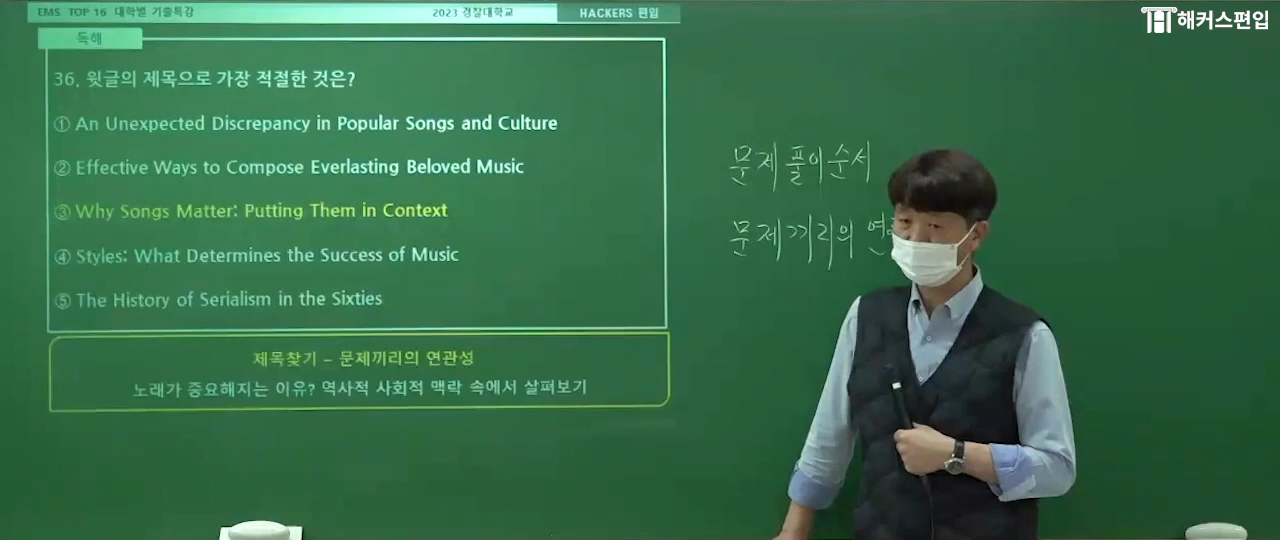 EMS TOP 16 대학별 기출특강
2023 경찰대학교
HACKERS 편입
해커스편입
독해
36. 윗글의 제목으로 가장 적절한 것은?
① An Unexpected Discrepancy in Popular Songs and Culture
② Effective Ways to Compose Everlasting Beloved Music
③ Why Songs Matter: Putting Them in Context
④ Styles: What Determines the Success of Music
⑤ The History of Serialism in the Sixties
제목찾기 – 문제끼리의 연관성
노래가 중요해지는 이유? 역사적 사회적 맥락 속에서 살펴보기
문제 풀이 순서
문제끼리의